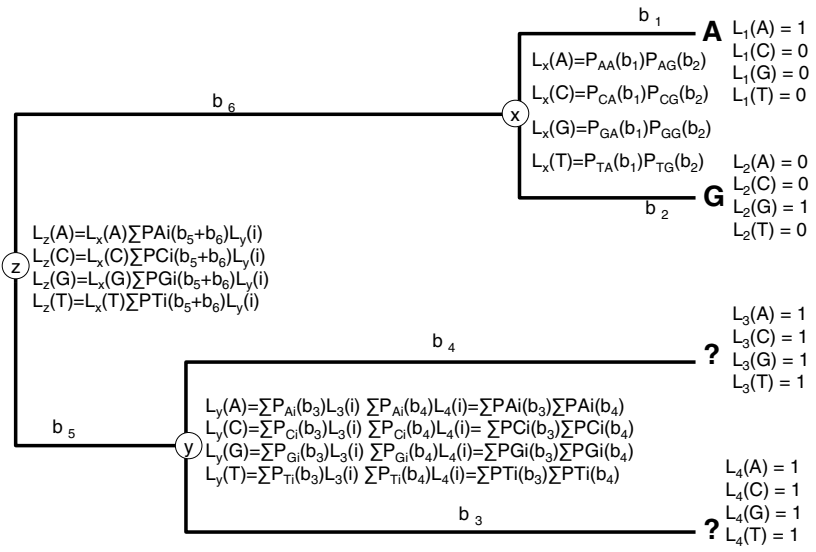 b 1
A
L1(A) = 1
L1(C) = 0
L1(G) = 0
L1(T) = 0
Lx(A)=PAA(b1)PAG(b2)
Lx(C)=PCA(b1)PCG(b2)
Lx(G)=PGA(b1)PGG(b2)
Lx(T)=PTA(b1)PTG(b2)
b 6
x
b 2
G
L2(A) = 0
L2(C) = 0
L2(G) = 1
L2(T) = 0
z
Lz(A)=Lx(A)∑PAi(b5+b6)Ly(i)
Lz(C)=Lx(C)∑PCi(b5+b6)Ly(i)
Lz(G)=Lx(G)∑PGi(b5+b6)Ly(i)
Lz(T)=Lx(T)∑PTi(b5+b6)Ly(i)
b 4
?
L3(A) = 1
L3(C) = 1
L3(G) = 1
L3(T) = 1
b 5
y
Ly(A)=∑PAi(b3)L3(i) ∑PAi(b4)L4(i)=∑PAi(b3)∑PAi(b4)
Ly(C)=∑PCi(b3)L3(i) ∑PCi(b4)L4(i)= ∑PCi(b3)∑PCi(b4)
Ly(G)=∑PGi(b3)L3(i) ∑PGi(b4)L4(i)=∑PGi(b3)∑PGi(b4)
Ly(T)=∑PTi(b3)L3(i) ∑PTi(b4)L4(i)=∑PTi(b3)∑PTi(b4)
b 3
?
L4(A) = 1
L4(C) = 1
L4(G) = 1
L4(T) = 1